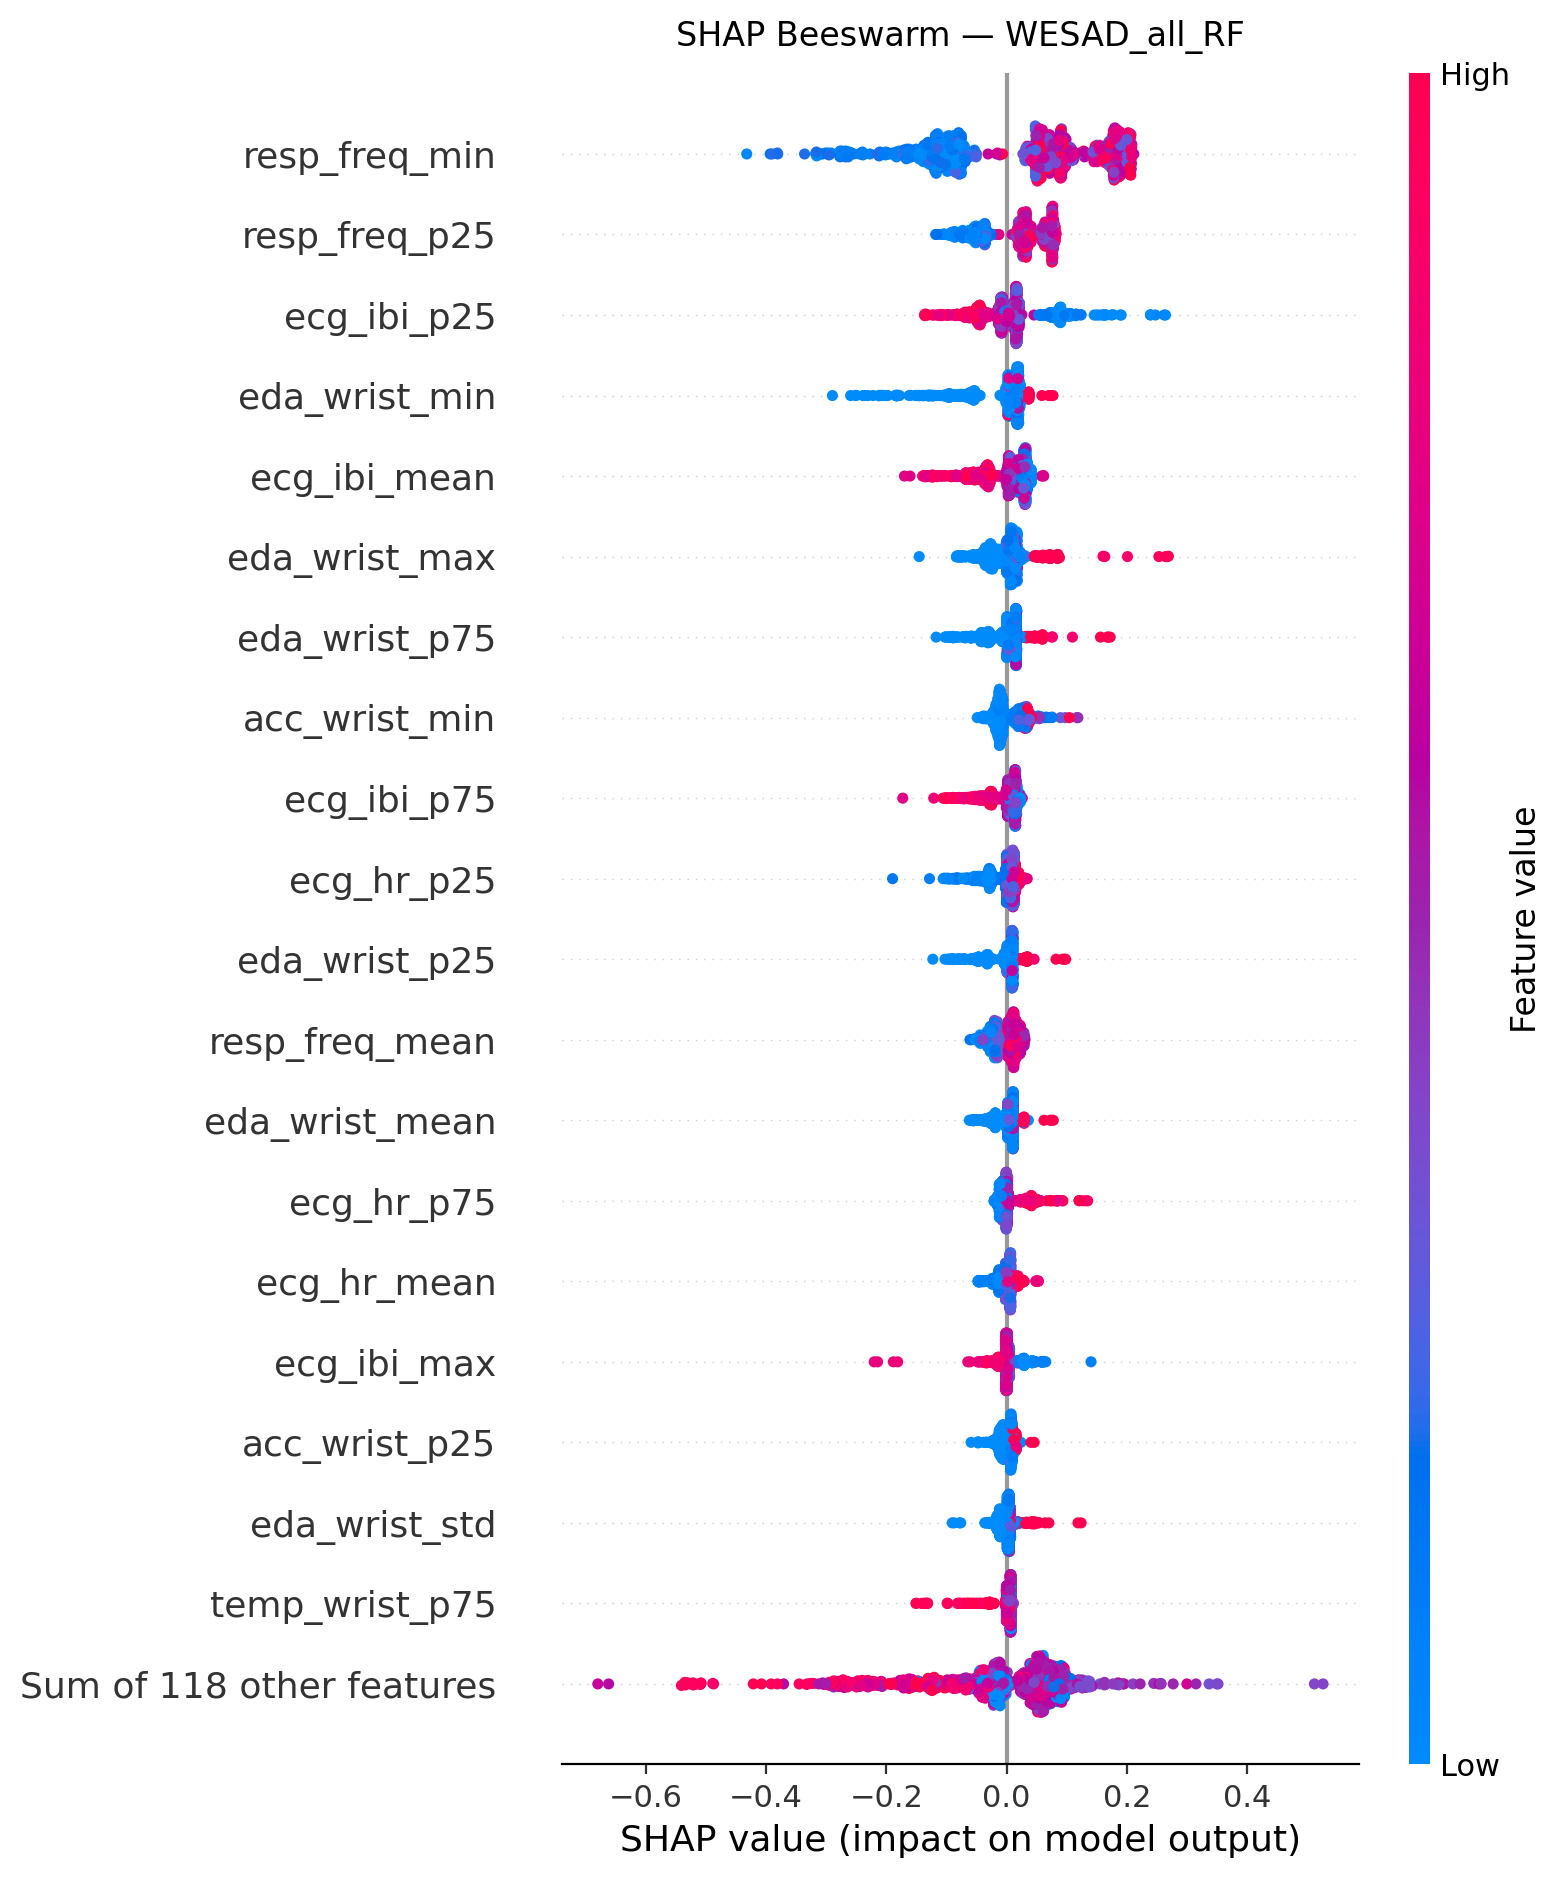 SHAP Beeswarm — WESAD_all_RF
High
resp_freq_min
resp_freq_p25
ecg_ibi_p25
eda_wrist_min
ecg_ibi_mean
eda_wrist_max
eda_wrist_p75
acc_wrist_min
ecg_ibi_p75
ecg_hr_p25
eda_wrist_p25
resp_freq_mean
eda_wrist_mean
ecg_hr_p75
ecg_hr_mean
ecg_ibi_max
acc_wrist_p25
eda_wrist_std
temp_wrist_p75
Sum of 118 other features
Feature value
Low
−0.6 −0.4 −0.2 0.0 0.2 0.4
SHAP value (impact on model output)